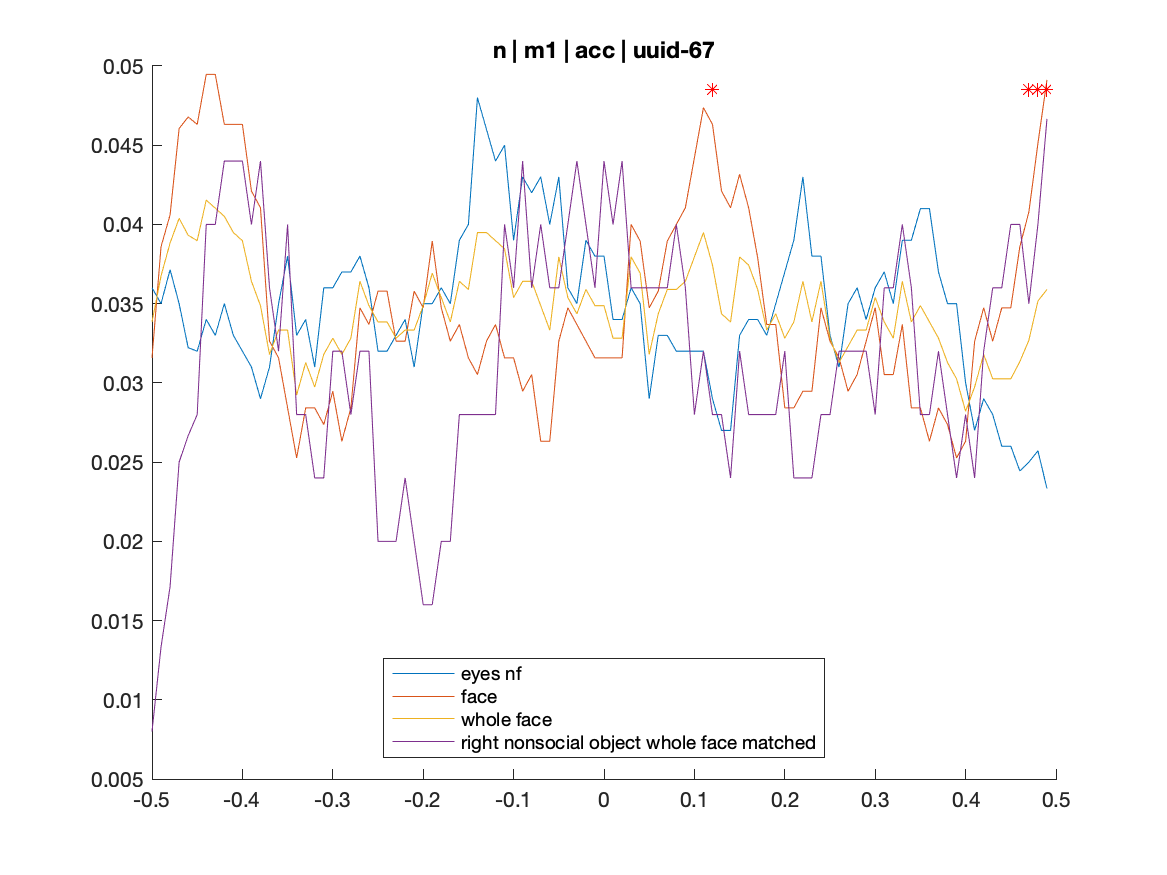 n | m1 | acc | uuid-67
0.05
0.045
0.04
0.035
0.03
0.025
0.02
0.015
0.01
0.005
eyes nf
face
whole face
right nonsocial object whole face matched
-0.5 -0.4 -0.3 -0.2 -0.1 0 0.1 0.2 0.3 0.4 0.5